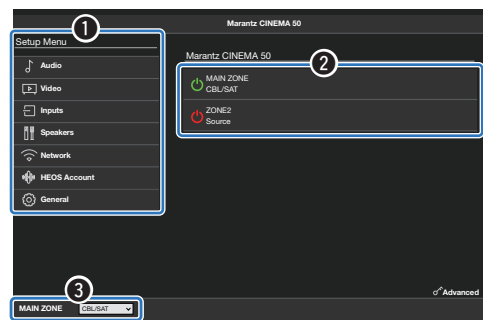 Marantz CINEMA 50
1
Setup Menu
Audio
Video
Inputs
Speakers
Network
HEOS Account
General
Marantz CINEMA 50
2
MAIN ZONE
CBL/SAT
ZONE2
Source
Advanced
3
MAIN ZONE CBL/SAT